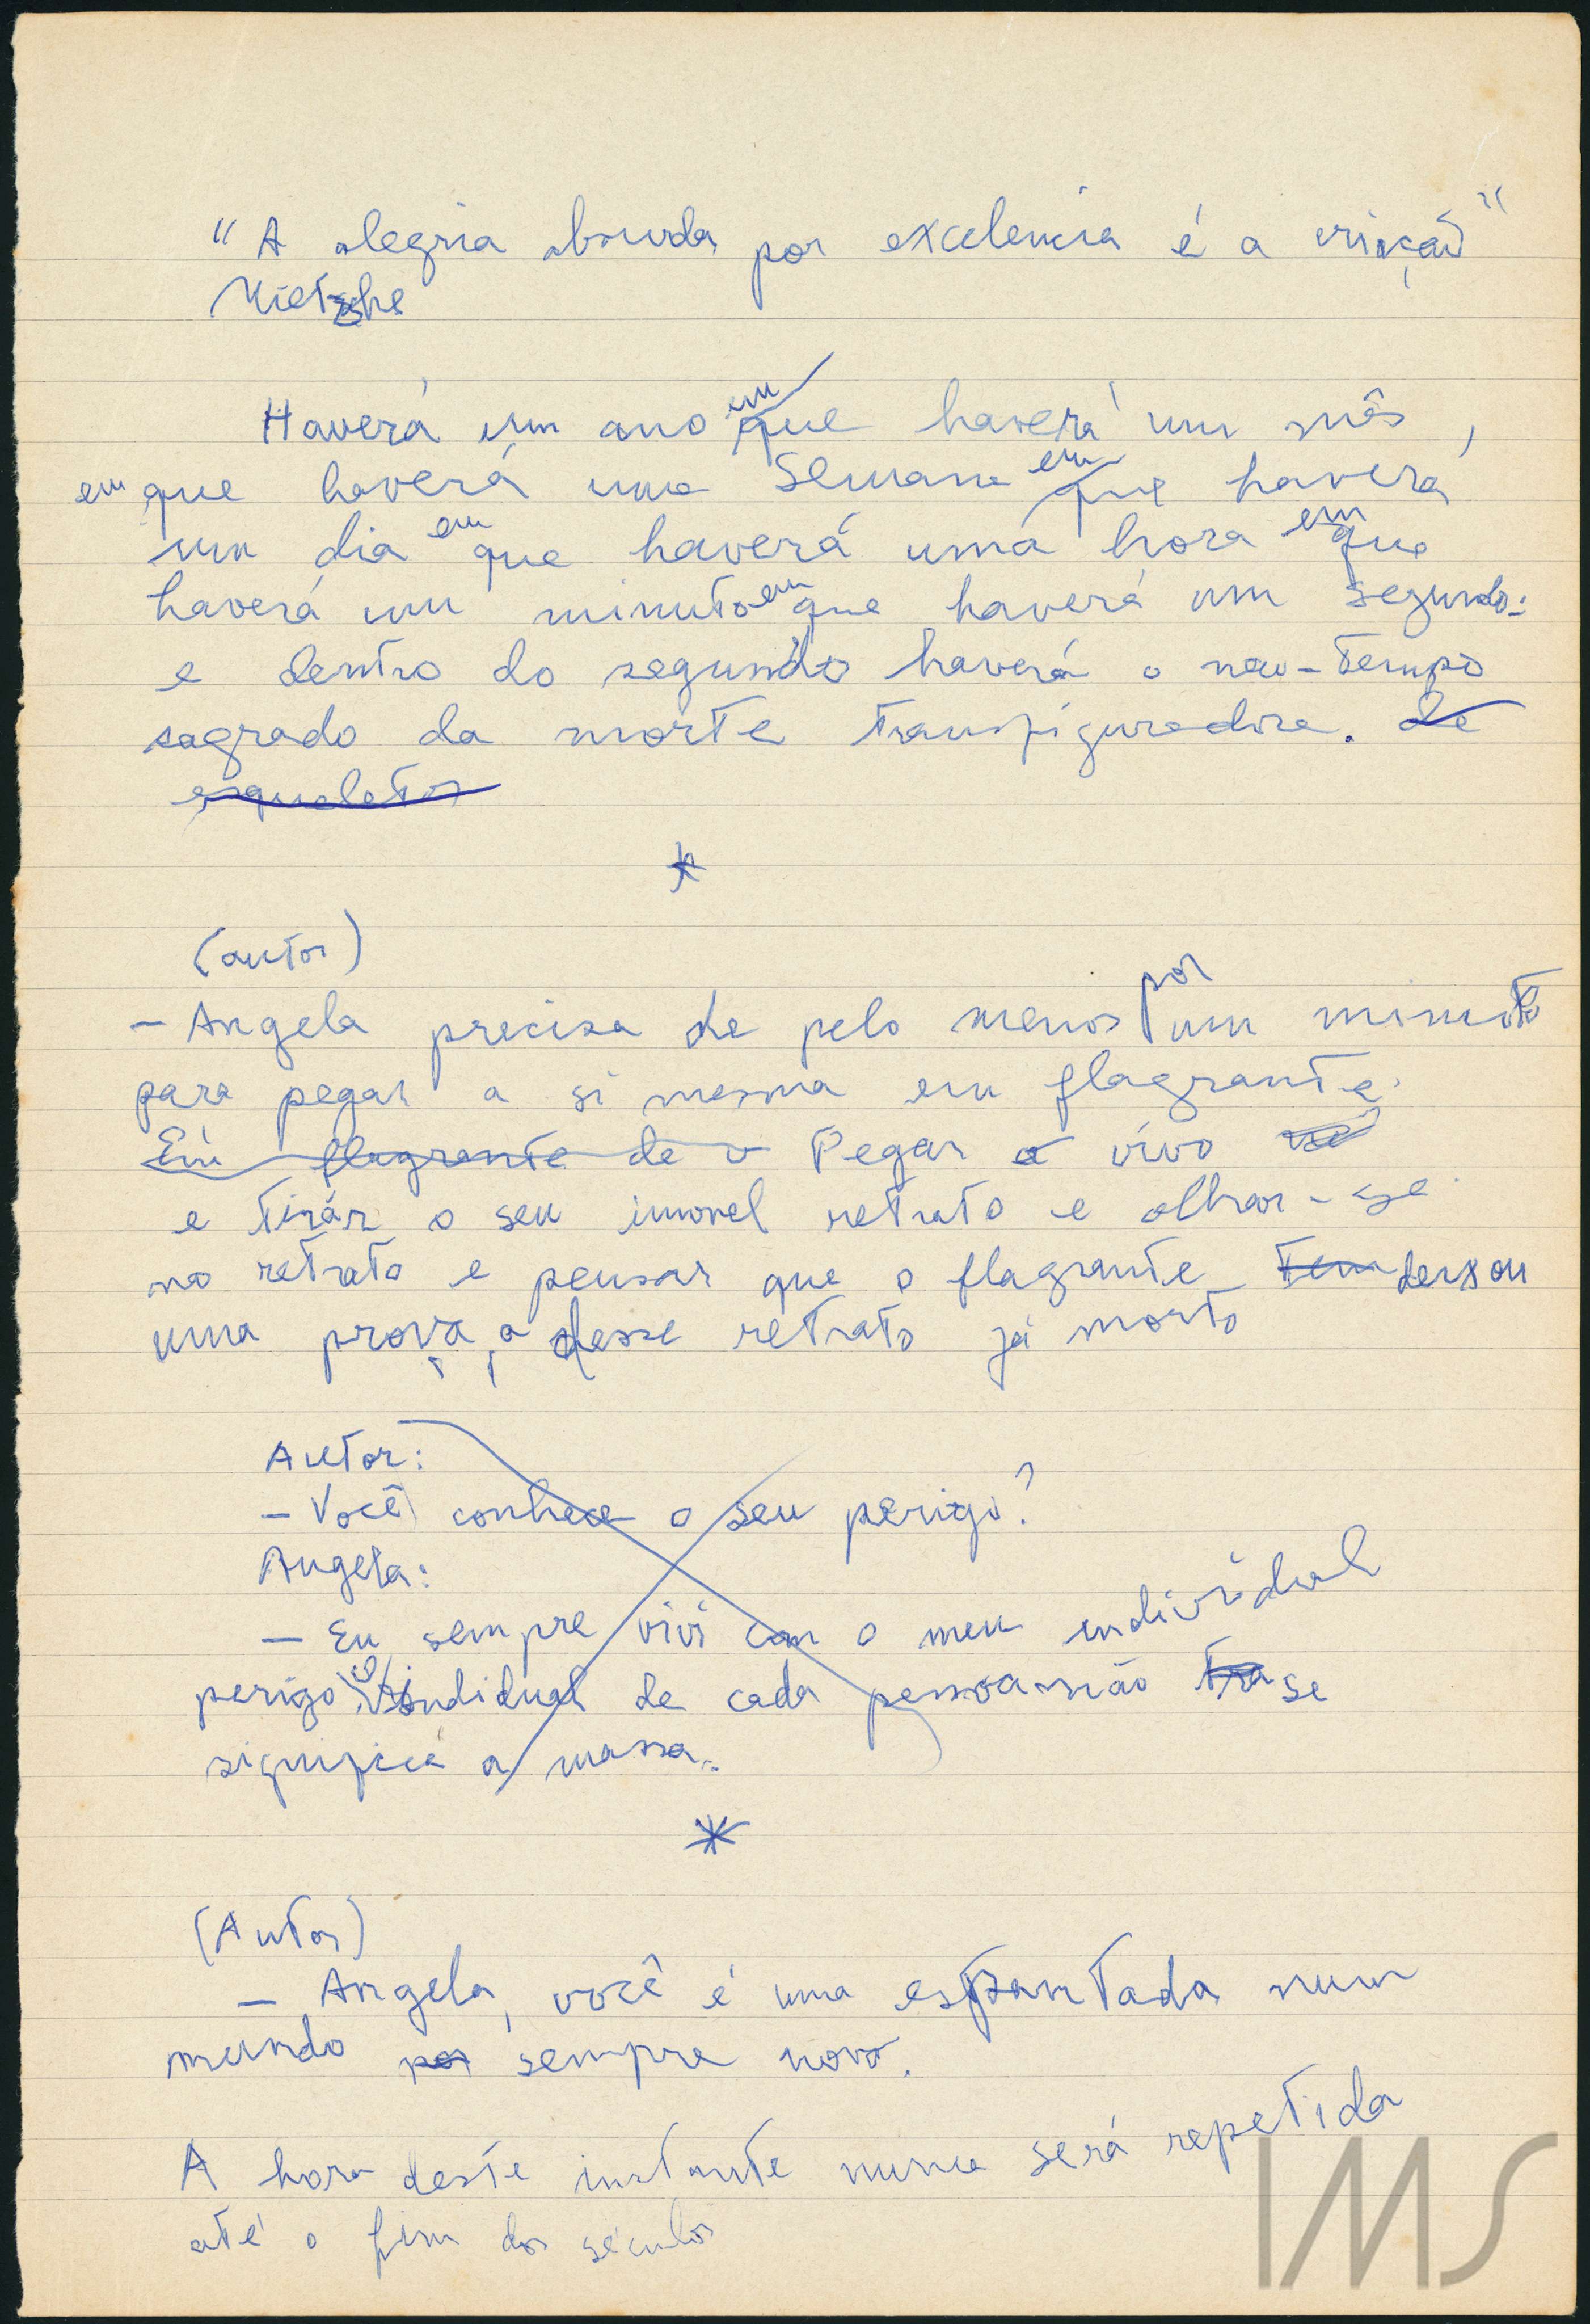 "A alegria absurda por excelencia é a criação"
Nietzshe
Haverá um ano em que haverá um mês,
em que haverá uma semana em que haverá
um dia em que haverá uma hora em que
haverá um minuto em que haverá um segundo:
e dentro do segundo haverá o não-tempo
sagrado da morte transfiguradora. de
esqueletos
*
(autor)
- Angela precisa de pelo menos por um minuto
para pegar a si mesma em flagrante.
Em flagrante de v Pegar o vivo
e tirar o seu imovel retrato e olhar-se
no retrato e pensar que o flagrante tem deixou
uma prova, a desse retrato já morto
Autor:
- Você conhece o seu perigo?
Angela:
- Eu sempre vivi com o meu individual
perigo. individual de cada pessoa não se
significa a massa.
*
(Autor)
- Angela, você é uma espantada num
mundo por sempre novo.
A hora deste instante nunca será repetida
até o fim dos séculos
IMS